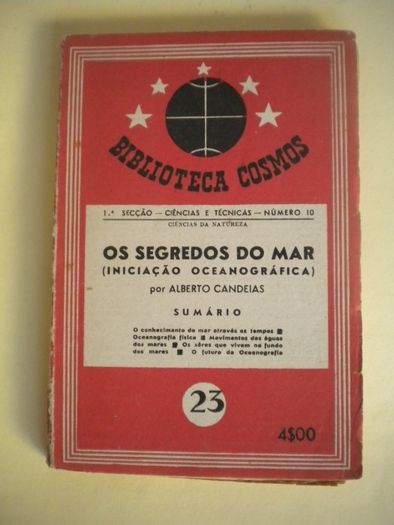 BIBLIOTECA COSMOS
1.ª SECÇÃO — CIÊNCIAS E TÉCNICAS — NÚMERO 10
CIÊNCIAS DA NATUREZA
OS SEGREDOS DO MAR
(INICIAÇÃO OCEANOGRÁFICA)
por ALBERTO CANDEIAS
SUMÁRIO
O conhecimento do mar através os tempos ■
Oceanografia física ■ Movimentos das águas
dos mares ■ Os sêres que vivem no fundo
dos mares ■ O futuro da Oceanografia
23
4$00